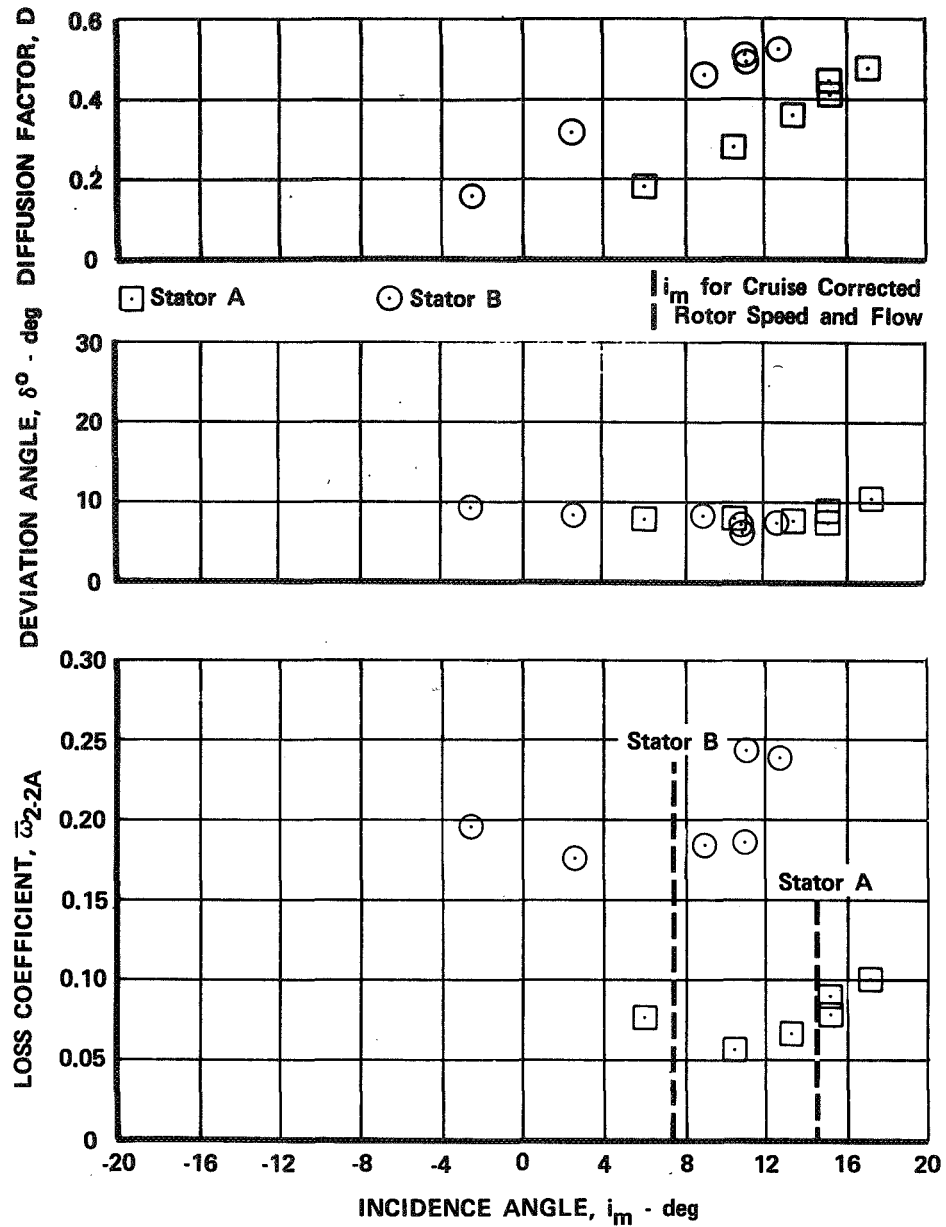 DIFFUSION FACTOR, D
0.6
0.4
0.2
0
Stator A
Stator B
i_m for Cruise Corrected
Rotor Speed and Flow
DEVIATION ANGLE, δ° - deg
30
20
10
0
LOSS COEFFICIENT, ω̅2-2A
0.30
0.25
0.20
0.15
0.10
0.05
0
Stator B
Stator A
-20 -16 -12 -8 -4 0 4 8 12 16 20
INCIDENCE ANGLE, i_m - deg